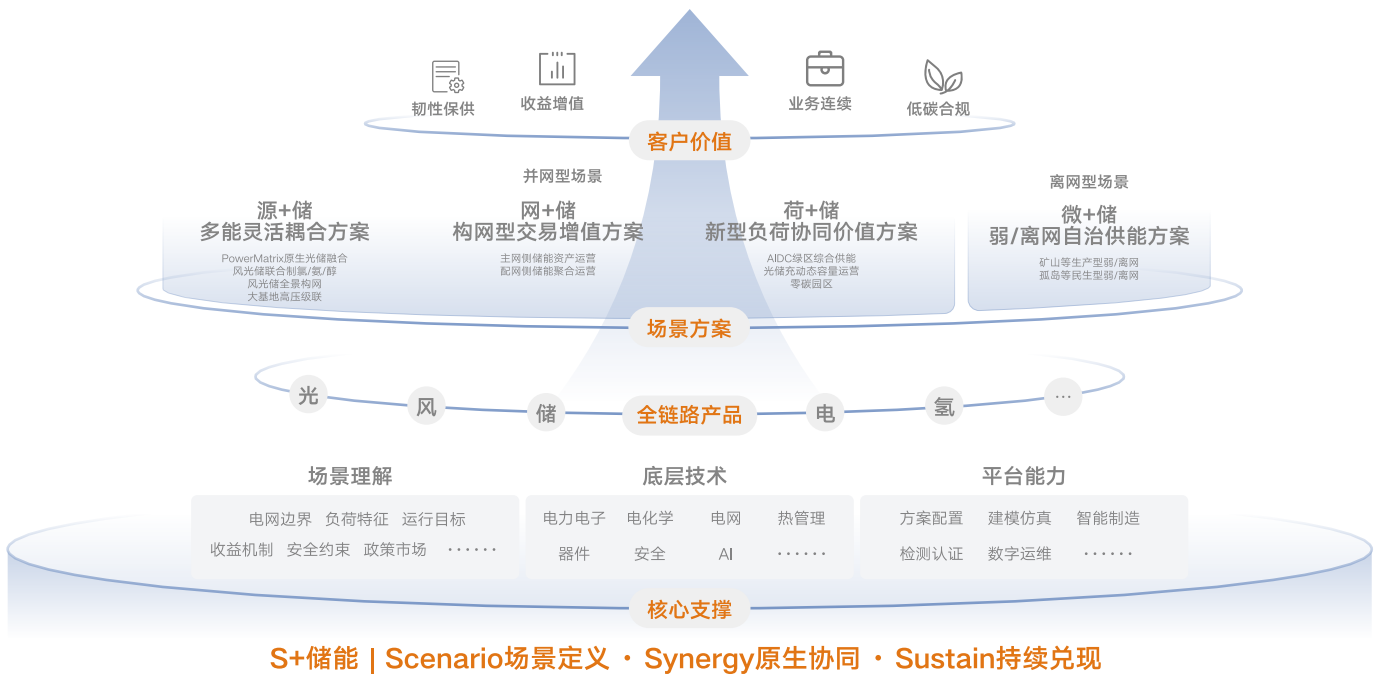 韧性保供
收益增值
业务连续
低碳合规
客户价值
并网型场景
离网型场景
源+储
多能灵活耦合方案
PowerMatrix原生光储融合
风光储联合制氢/氨/醇
风光储全景构网
大基地高压级联
网+储
构网型交易增值方案
主网侧储能资产运营
配网侧储能聚合运营
荷+储
新型负荷协同价值方案
AIDC绿区综合供能
光储充动态容量运营
零碳园区
微+储
弱/离网自治供能方案
矿山等生产型弱/离网
孤岛等民生型弱/离网
场景方案
光
风
储
全链路产品
电
氢
...
场景理解
电网边界 负荷特征 运行目标
收益机制 安全约束 政策市场 ······
底层技术
电力电子 电化学 电网 热管理
器件 安全 AI ······
平台能力
方案配置 建模仿真 智能制造
检测认证 数字运维 ······
核心支撑
S+储能 | Scenario场景定义 · Synergy原生协同 · Sustain持续兑现